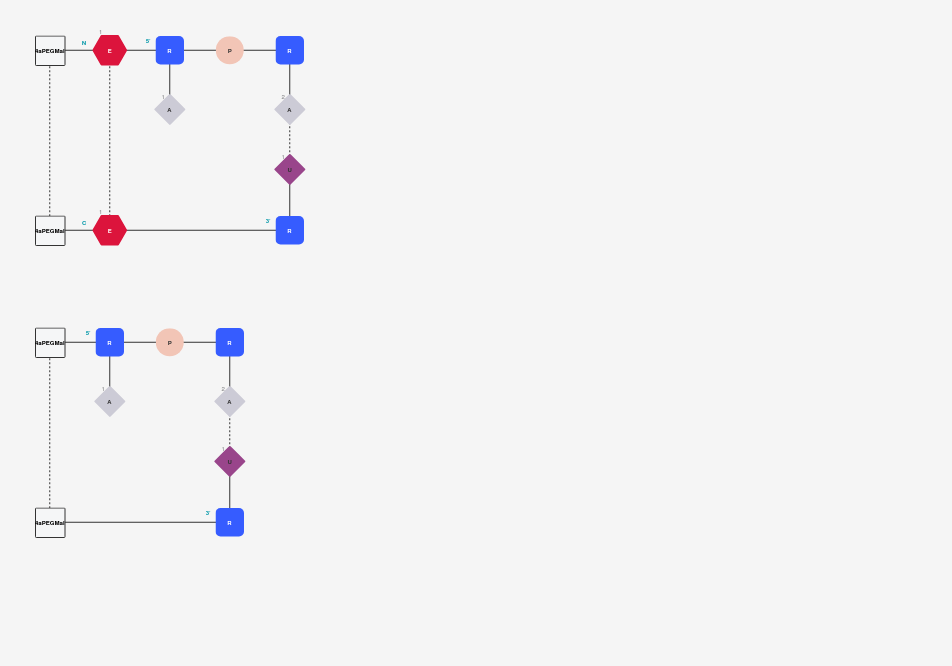 1
N 5'
4aPEGMal E R P R
1 2
A A
1
U
1
C 3'
4aPEGMal E R
5'
4aPEGMal R P R
1 2
A A
1
U
3'
4aPEGMal R